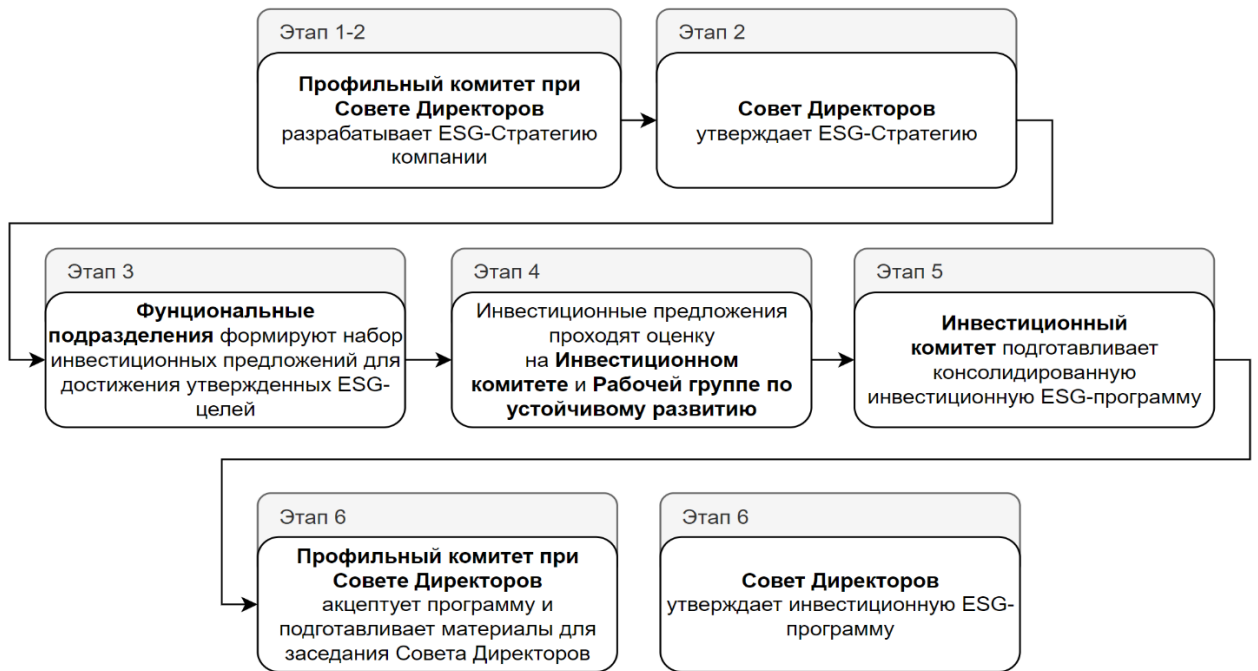 Этап 1-2
Профильный комитет при
Совете Директоров
разрабатывает ESG-Стратегию
компании
Этап 2
Совет Директоров
утверждает ESG-Стратегию
Этап 3
Фунциональные
подразделения формируют набор
инвестиционных предложений для
достижения утвержденных ESG-
целей
Этап 4
Инвестиционные предложения
проходят оценку
на Инвестиционном
комитете и Рабочей группе по
устойчивому развитию
Этап 5
Инвестиционный
комитет подготавливает
консолидированную
инвестиционную ESG-программу
Этап 6
Профильный комитет при
Совете Директоров
акцептует программу и
подготавливает материалы для
заседания Совета Директоров
Этап 6
Совет Директоров
утверждает инвестиционную ESG-
программу